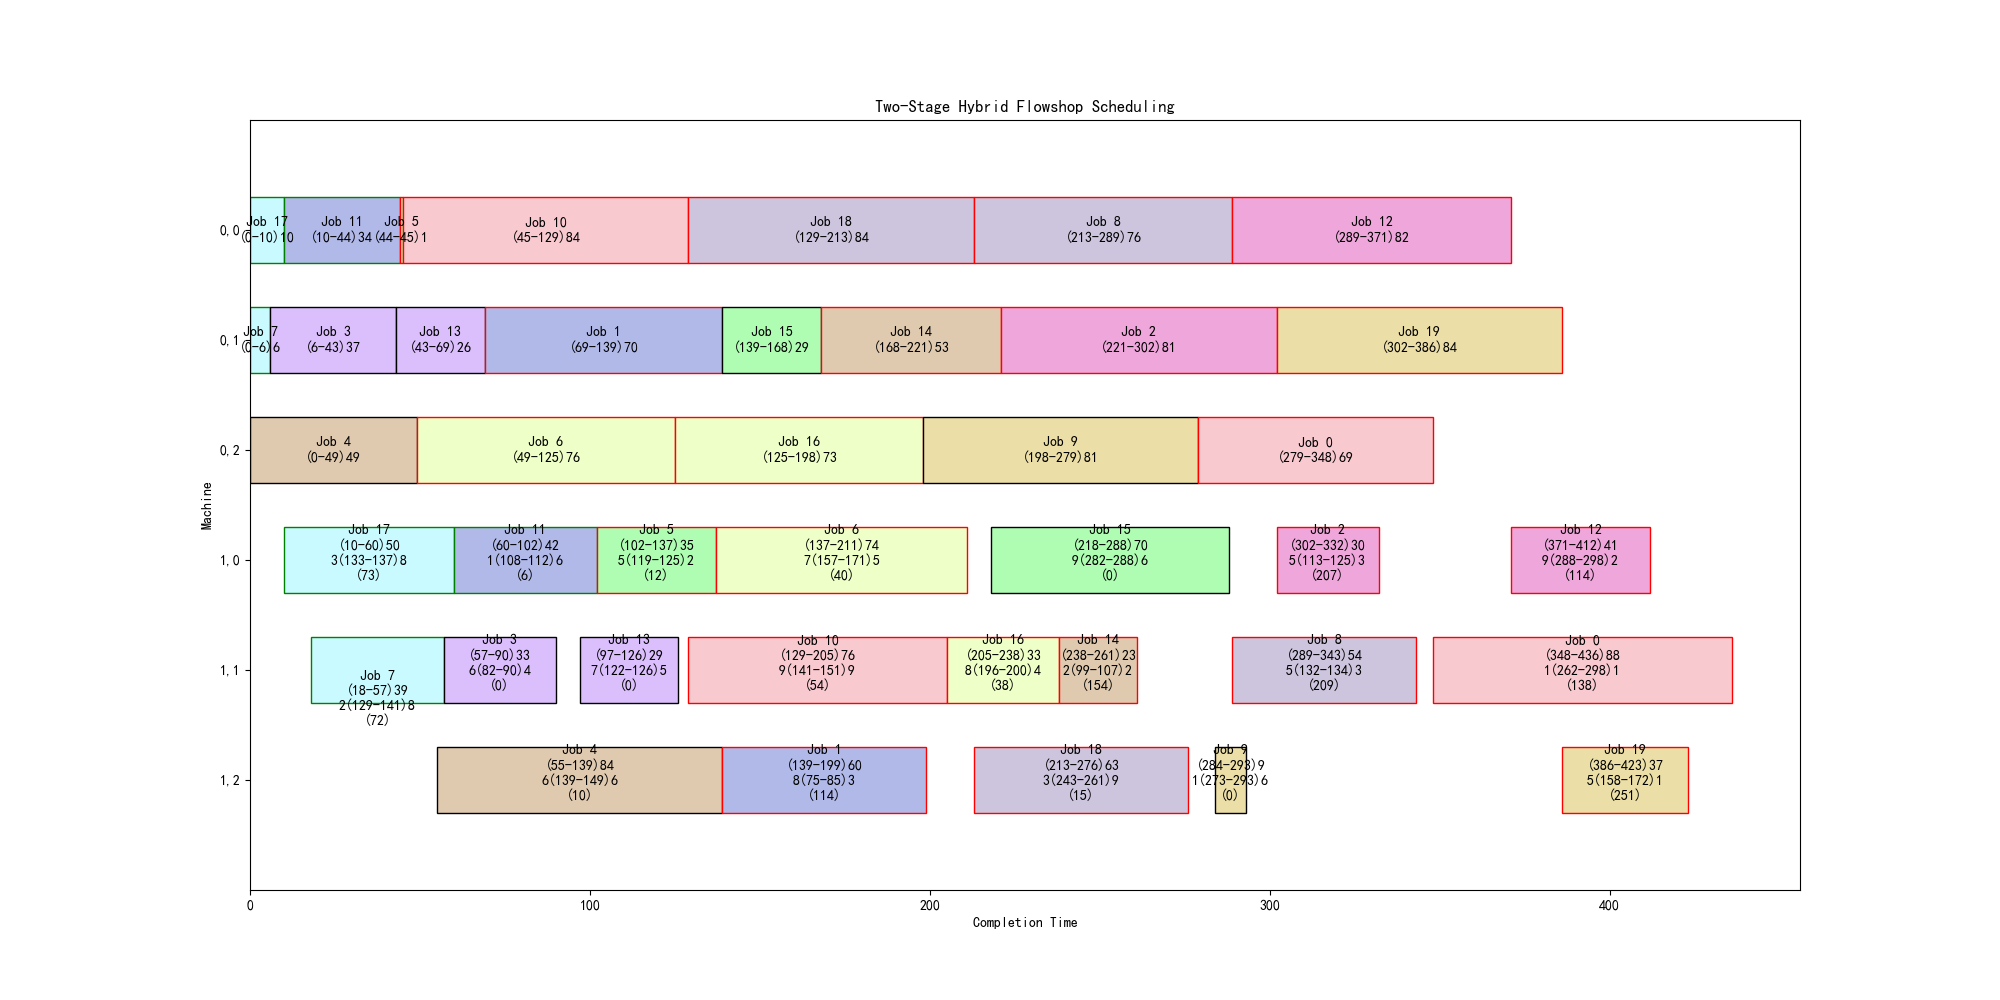 Two-Stage Hybrid Flowshop Scheduling
Machine
0,0
Job 17
(0-10)10
Job 11
(10-44)34
Job 5
(44-45)1
Job 10
(45-129)84
Job 18
(129-213)84
Job 8
(213-289)76
Job 12
(289-371)82
0,1
Job 7
(0-6)6
Job 3
(6-43)37
Job 13
(43-69)26
Job 1
(69-139)70
Job 15
(139-168)29
Job 14
(168-221)53
Job 2
(221-302)81
Job 19
(302-386)84
0,2
Job 4
(0-49)49
Job 6
(49-125)76
Job 16
(125-198)73
Job 9
(198-279)81
Job 0
(279-348)69
1,0
Job 17
(10-60)50
3(133-137)8
(73)
Job 11
(60-102)42
1(108-112)6
(6)
Job 5
(102-137)35
5(119-125)2
(12)
Job 6
(137-211)74
7(157-171)5
(40)
Job 15
(218-288)70
9(282-288)6
(0)
Job 2
(302-332)30
5(113-125)3
(207)
Job 12
(371-412)41
9(288-298)2
(114)
1,1
Job 7
(18-57)39
2(129-141)8
(72)
Job 3
(57-90)33
6(82-90)4
(0)
Job 13
(97-126)29
7(122-126)5
(0)
Job 10
(129-205)76
9(141-151)9
(54)
Job 16
(205-238)33
8(196-200)4
(38)
Job 14
(238-261)23
2(99-107)2
(154)
Job 8
(289-343)54
5(132-134)3
(209)
Job 0
(348-436)88
1(262-298)1
(138)
1,2
Job 4
(55-139)84
6(139-149)6
(10)
Job 1
(139-199)60
8(75-85)3
(114)
Job 18
(213-276)63
3(243-261)9
(15)
Job 9
(284-293)9
1(273-293)6
(0)
Job 19
(386-423)37
5(158-172)1
(251)
0
100
200
300
400
Completion Time